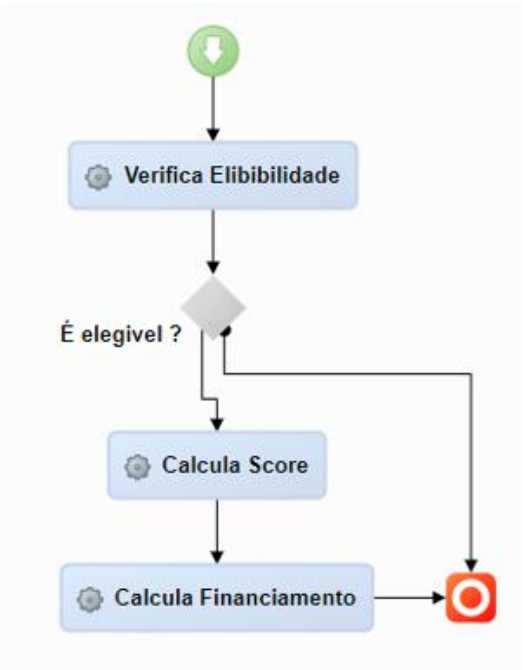 Verifica Elibibilidade
É elegivel ?
Calcula Score
Calcula Financiamento